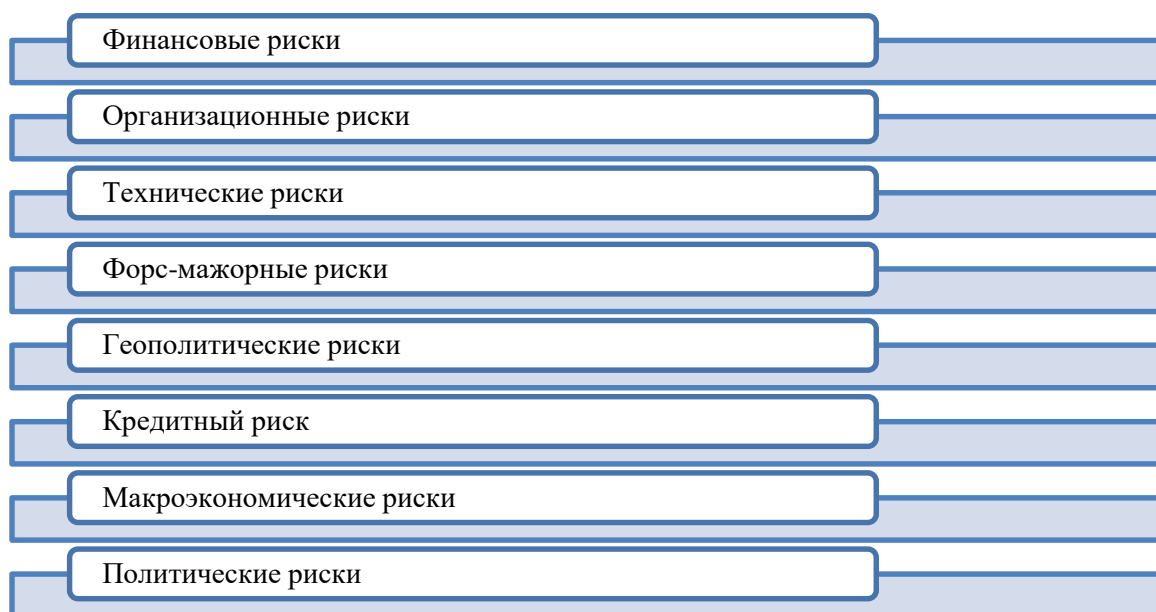 Финансовые риски
Организационные риски
Технические риски
Форс-мажорные риски
Геополитические риски
Кредитный риск
Макроэкономические риски
Политические риски